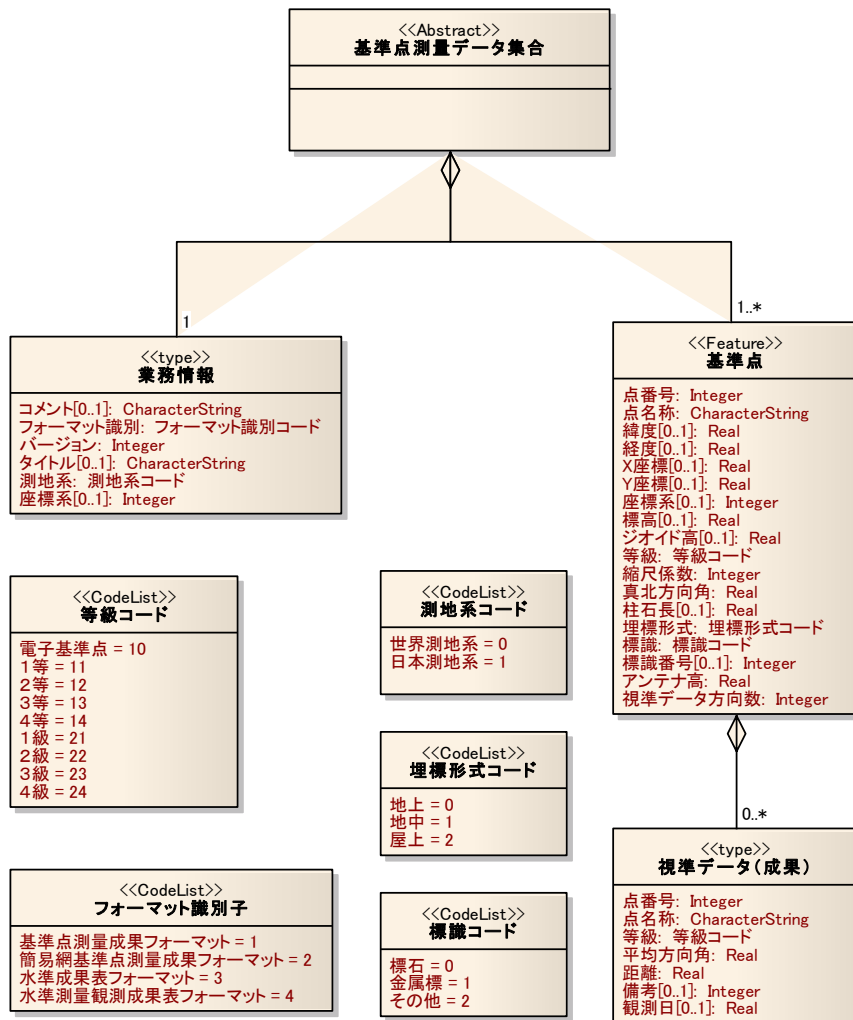 <<Abstract>>
基準点測量データ集合
1
1..*
<<type>>
業務情報
コメント[0..1]: CharacterString
フォーマット識別: フォーマット識別コード
バージョン: Integer
タイトル[0..1]: CharacterString
測地系: 測地系コード
座標系[0..1]: Integer
<<Feature>>
基準点
点番号: Integer
点名称: CharacterString
緯度[0..1]: Real
経度[0..1]: Real
X座標[0..1]: Real
Y座標[0..1]: Real
座標系[0..1]: Integer
標高[0..1]: Real
ジオイド高[0..1]: Real
等級: 等級コード
縮尺係数: Integer
真北方向角: Real
柱石長[0..1]: Real
埋標形式: 埋標形式コード
標識: 標識コード
標識番号[0..1]: Integer
アンテナ高: Real
視準データ方向数: Integer
<<CodeList>>
等級コード
電子基準点 = 10
1等 = 11
2等 = 12
3等 = 13
4等 = 14
1級 = 21
2級 = 22
3級 = 23
4級 = 24
<<CodeList>>
測地系コード
世界測地系 = 0
日本測地系 = 1
<<CodeList>>
埋標形式コード
地上 = 0
地中 = 1
屋上 = 2
0..*
<<CodeList>>
フォーマット識別子
基準点測量成果フォーマット = 1
簡易網基準点測量成果フォーマット = 2
水準成果表フォーマット = 3
水準測量観測成果表フォーマット = 4
<<CodeList>>
標識コード
標石 = 0
金属標 = 1
その他 = 2
<<type>>
視準データ(成果)
点番号: Integer
点名称: CharacterString
等級: 等級コード
平均方向角: Real
距離: Real
備考[0..1]: Integer
観測日[0..1]: Real